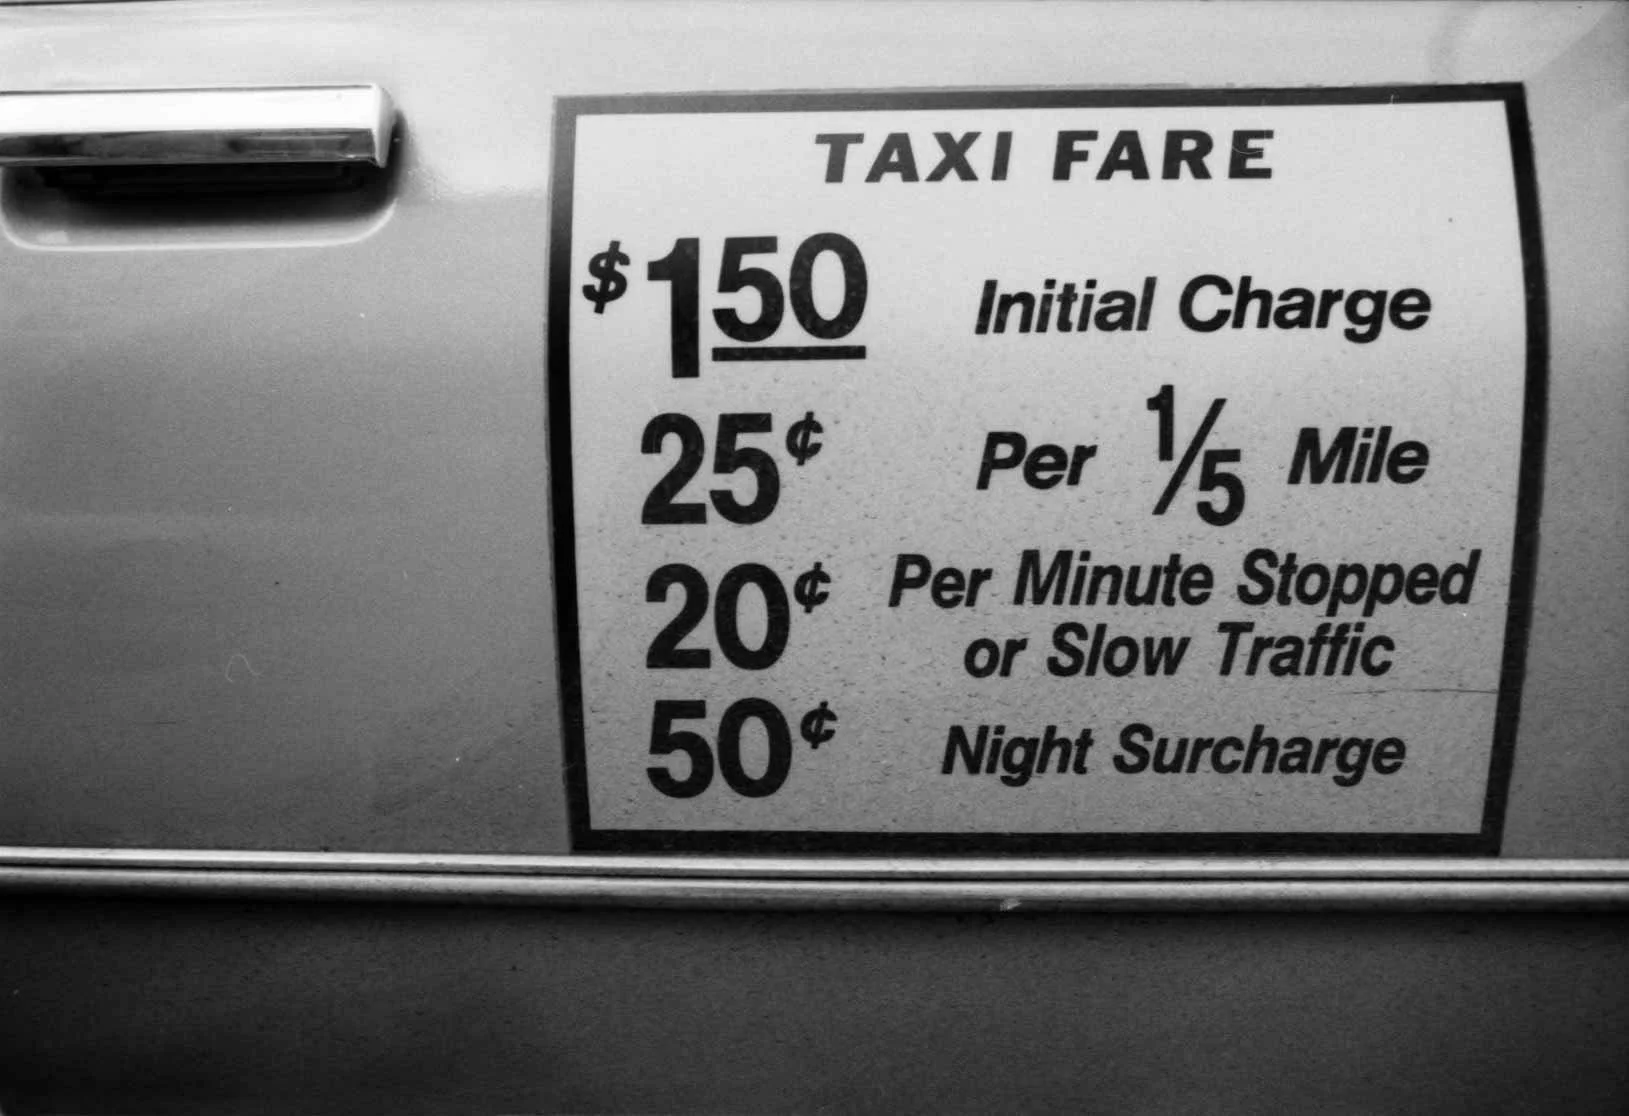 TAXI FARE
$1.50 Initial Charge
25¢ Per 1/5 Mile
20¢ Per Minute Stopped
or Slow Traffic
50¢ Night Surcharge